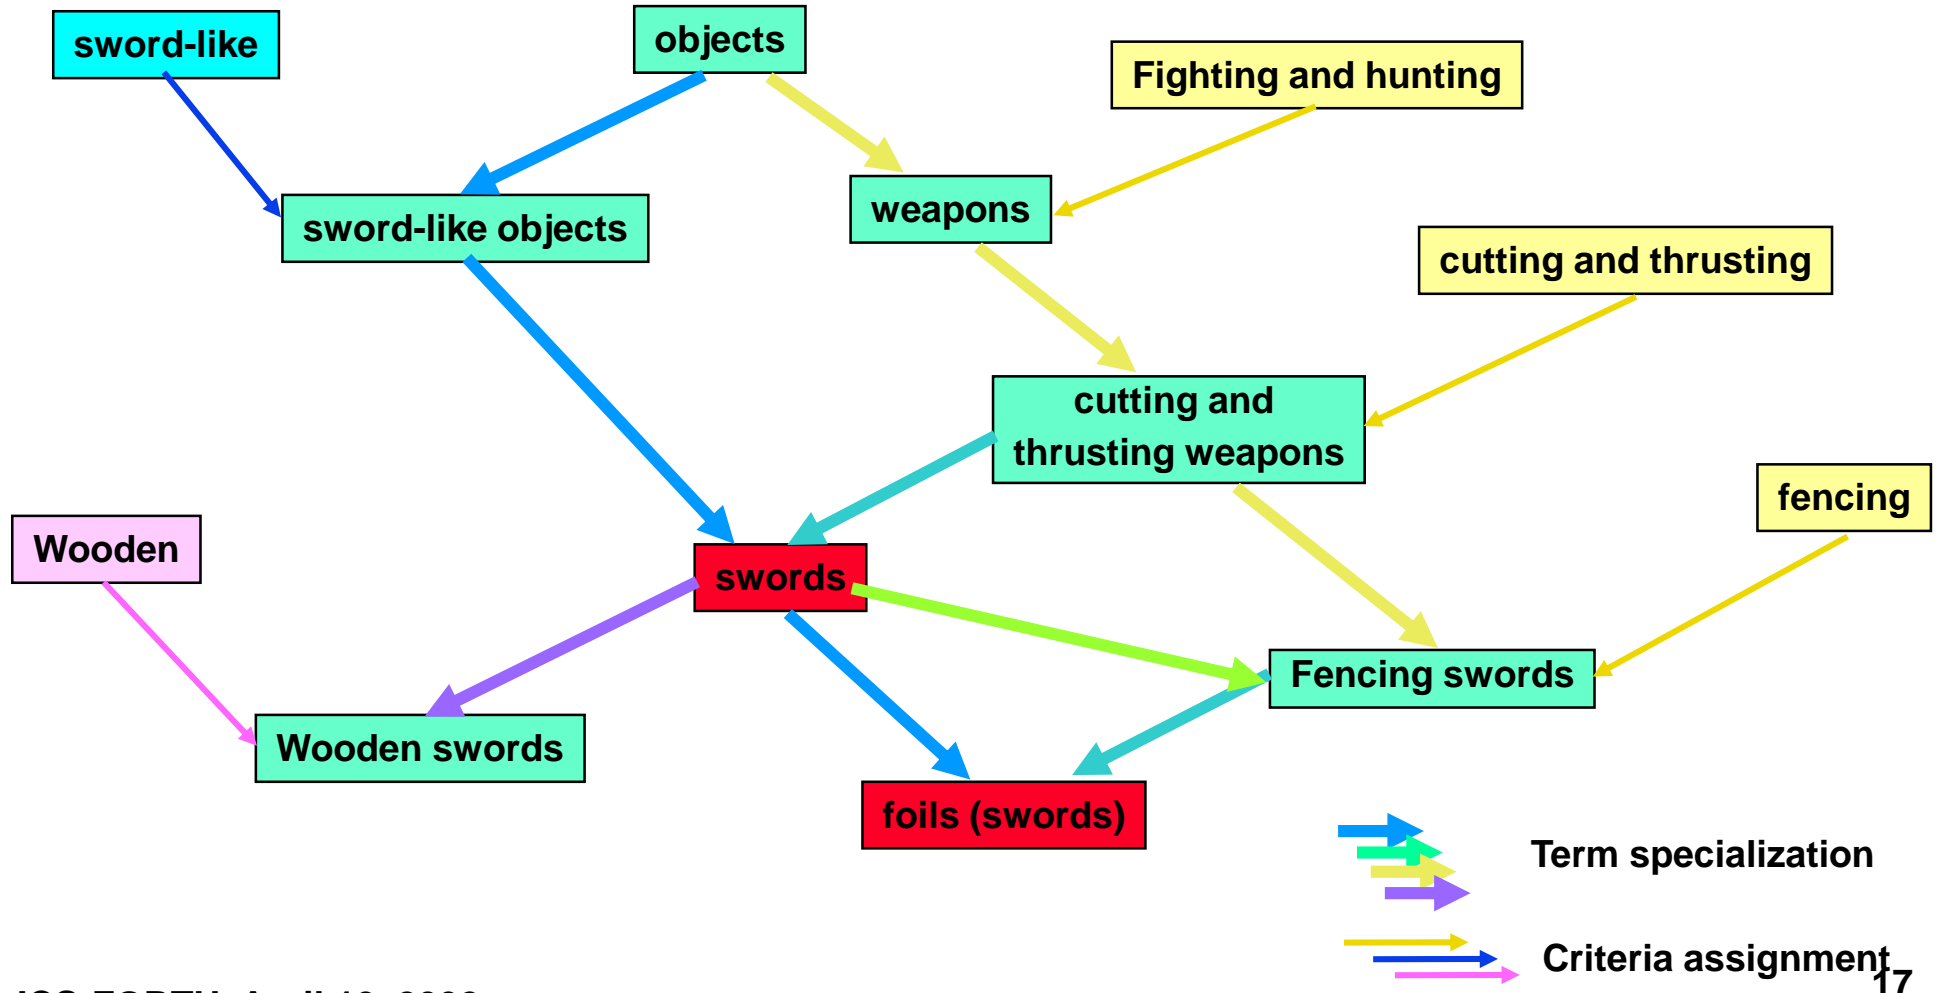 sword-like
objects
Fighting and hunting
weapons
sword-like objects
cutting and thrusting
cutting and
thrusting weapons
fencing
Wooden
swords
Fencing swords
Wooden swords
foils (swords)
Term specialization
Criteria assignment
17